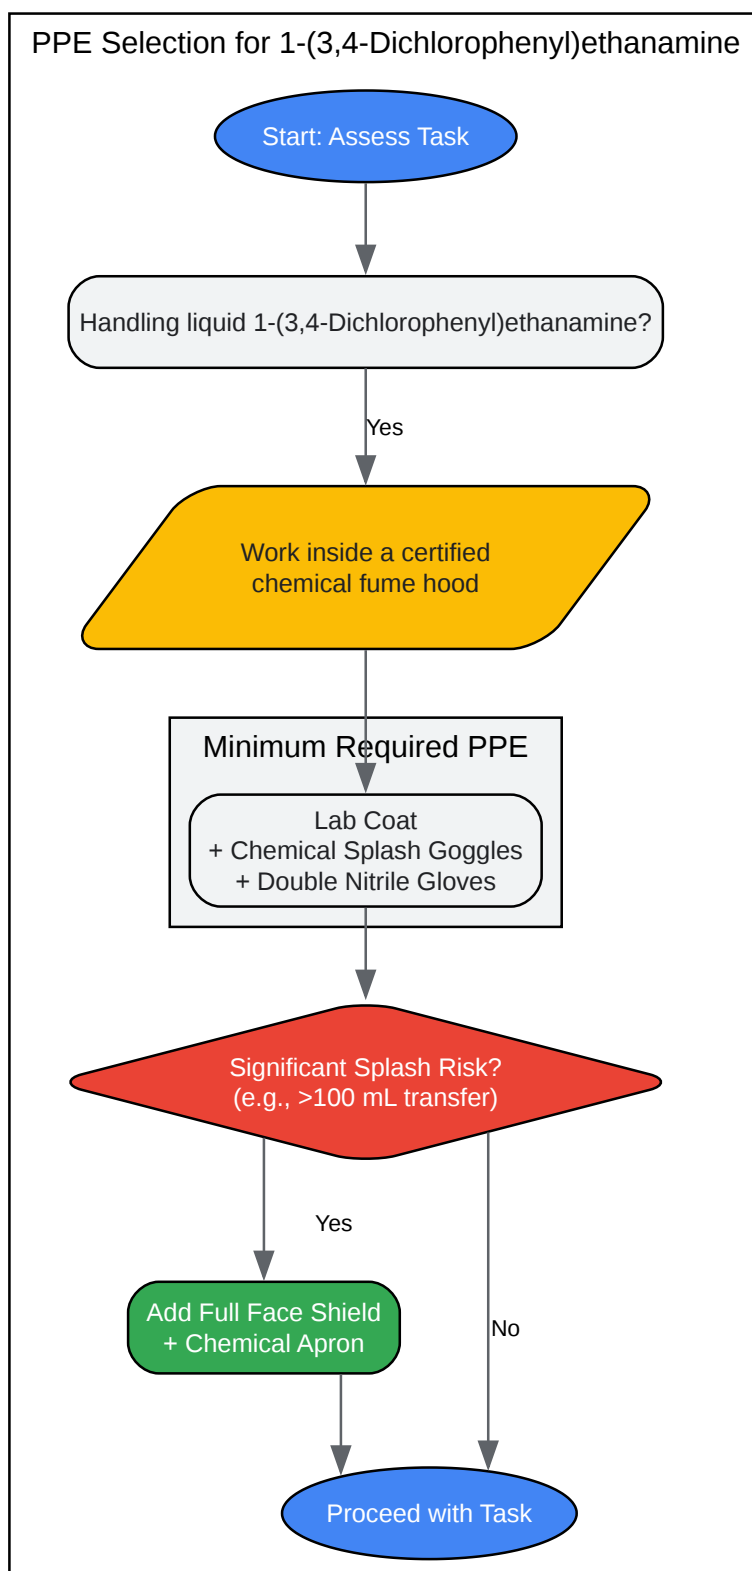 PPE Selection for 1-(3,4-Dichlorophenyl)ethanamine
Start: Assess Task
Handling liquid 1-(3,4-Dichlorophenyl)ethanamine?
Yes
Work inside a certified
chemical fume hood
Minimum Required PPE
Lab Coat
+ Chemical Splash Goggles
+ Double Nitrile Gloves
Significant Splash Risk?
(e.g., >100 mL transfer)
Yes
Add Full Face Shield
+ Chemical Apron
No
Proceed with Task